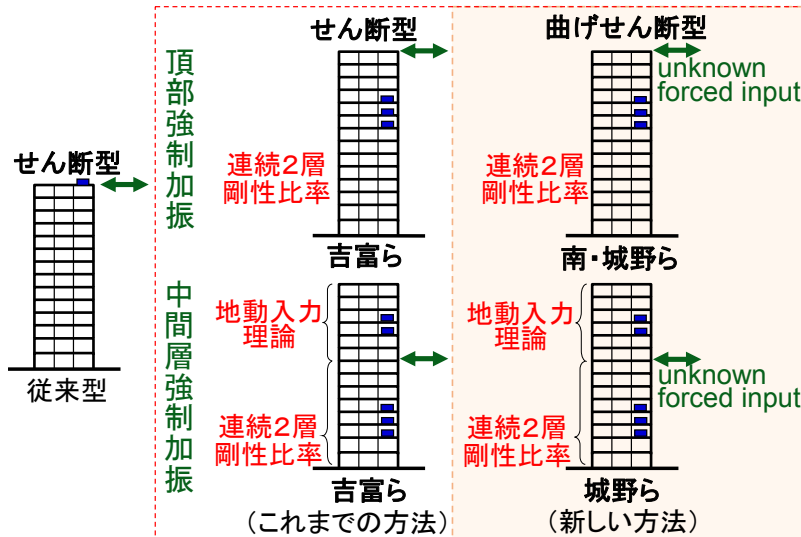 せん断型
従来型
頂部強制加振
せん断型
連続2層
剛性比率
吉富ら
曲げせん断型
unknown
forced input
連続2層
剛性比率
南・城野ら
中間層強制加振
地動入力
理論
連続2層
剛性比率
吉富ら
(これまでの方法)
地動入力
理論
unknown
forced input
連続2層
剛性比率
城野ら
(新しい方法)